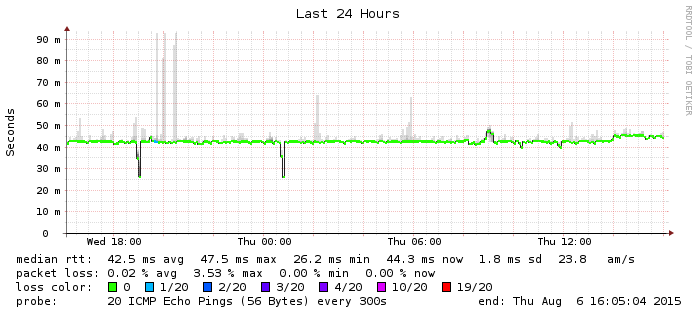 Last 24 Hours
RRDTOOL / TOBI OETIKER
Seconds
90 m
80 m
70 m
60 m
50 m
40 m
30 m
20 m
10 m
0
Wed 18:00 Thu 00:00 Thu 06:00 Thu 12:00
median rtt: 42.5 ms avg 47.5 ms max 26.2 ms min 44.3 ms now 1.8 ms sd 23.8 am/s
packet loss: 0.02 % avg 3.53 % max 0.00 % min 0.00 % now
loss color: 0 1/20 2/20 3/20 4/20 10/20 19/20
probe: 20 ICMP Echo Pings (56 Bytes) every 300s end: Thu Aug 6 16:05:04 2015